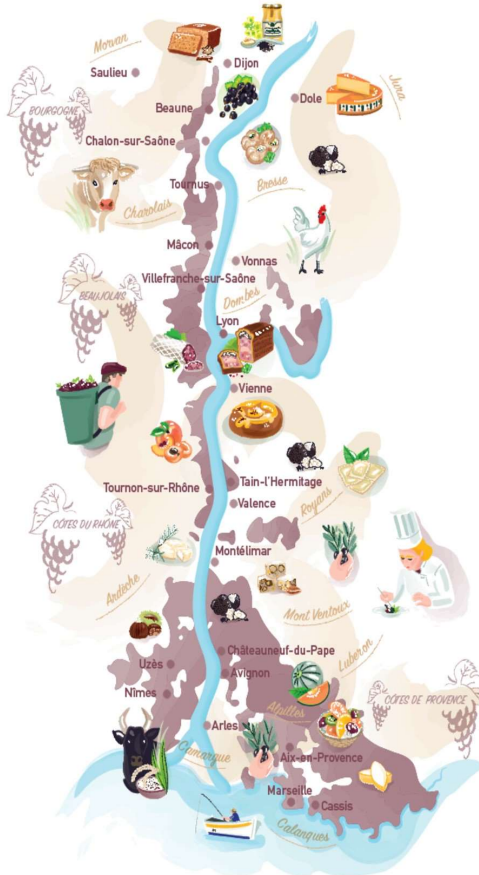 Morvan
Saulieu
Dijon
Jura
Dole
BOURGOGNE
Beaune
Chalon-sur-Saône
Tournus
Bresse
Charolais
Mâcon
Vonnas
Villefranche-sur-Saône
BEAUJOLAIS
Dombes
Lyon
Vienne
Tain-l'Hermitage
Tournon-sur-Rhône
Royans
Valence
CÔTES DU RHÔNE
Montélimar
Ardèche
Mont Ventoux
Luberon
Châteauneuf-du-Pape
Uzès
Avignon
Nîmes
CÔTES DE PROVENCE
Alpilles
Arles
Camargue
Aix-en-Provence
Marseille
Cassis
Calanques